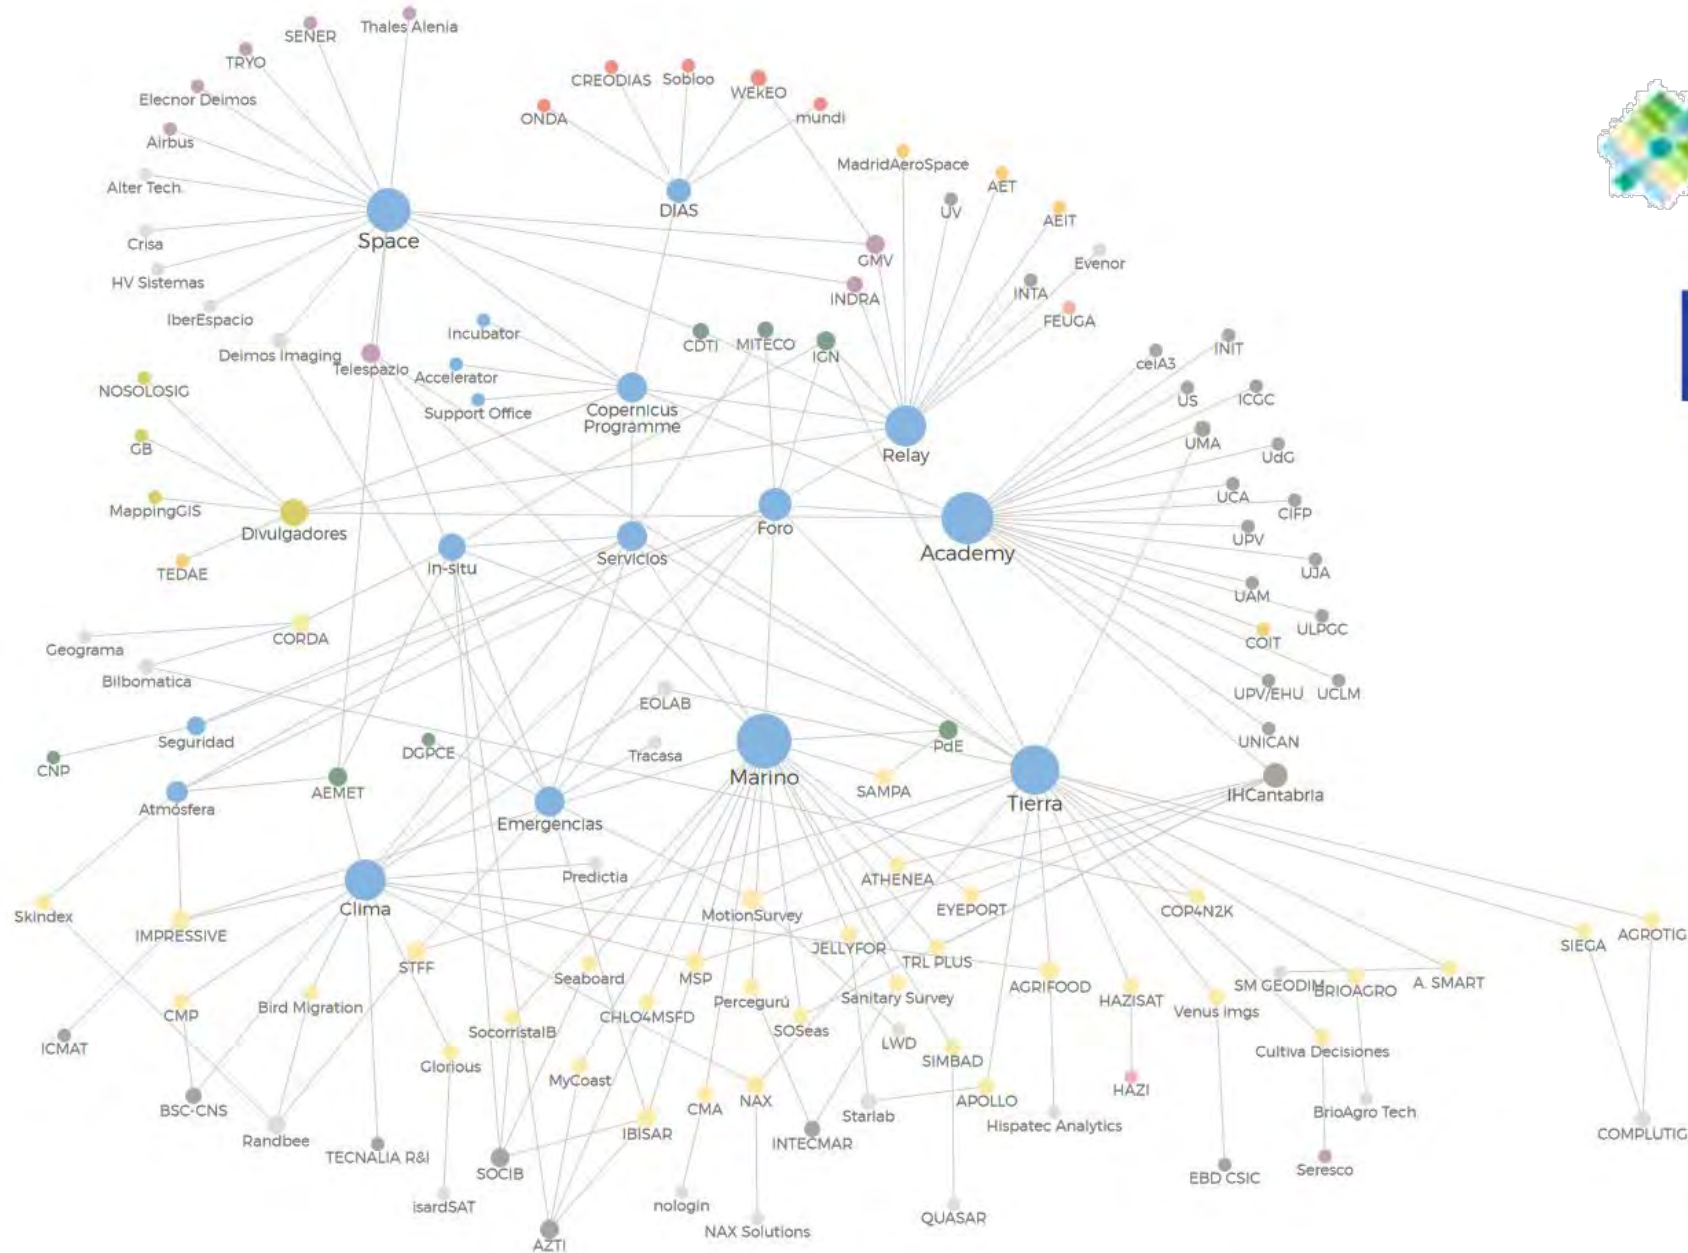 Thales Alenia
SENER
TRYO
CREODIAS
Sobloo
WEkEO
Elecnor Deimos
ONDA
mundi
Airbus
MadridAeroSpace
Alter Tech.
AET
UV
DIAS
AEIT
Crisa
Space
GMV
Evenor
HV Sistemas
INDRA
INTA
IberEspacio
FEUGA
Incubator
CDTI
MITECO
IGN
Deimos Imaging
Telespazio
Accelerator
ceiA3
INIT
NOSOLOSIG
Support Office
Copernicus
Programme
US
ICGC
GB
Relay
UMA
UdG
MappingGIS
UCA
CIFP
Divulgadores
Foro
UPV
In-situ
Servicios
Academy
TEDAE
UJA
UAM
CORDA
COIT
ULPGC
Geograma
Bilbomatica
EOLAB
UPV/EHU
UCLM
Seguridad
DGPCE
Tracasa
PdE
UNICAN
CNP
Marino
AEMET
SAMPA
Tierra
IHCantabria
Atmósfera
Emergencias
Predictia
ATHENEA
Clima
EYEPORT
COP4N2K
Skindex
MotionSurvey
IMPRESSIVE
JELLYFOR
SIEGA
AGROTIG
STFF
TRL PLUS
Seaboard
MSP
AGRIFOOD
SM GEODIM
BRIOAGRO
A. SMART
Bird Migration
Percegurú
Sanitary Survey
HAZISAT
CMP
CHLO4MSFD
Venus imgs
SocorristaIB
SOSeas
LWD
ICMAT
SIMBAD
Cultiva Decisiones
Glorious
MyCoast
BSC-CNS
CMA
NAX
APOLLO
HAZI
Starlab
BrioAgro Tech
Randbee
IBISAR
INTECMAR
Hispatec Analytics
COMPLUTIG
TECNALIA R&I
SOCIB
Seresco
EBD CSIC
isardSAT
nologin
NAX Solutions
QUASAR
AZTI